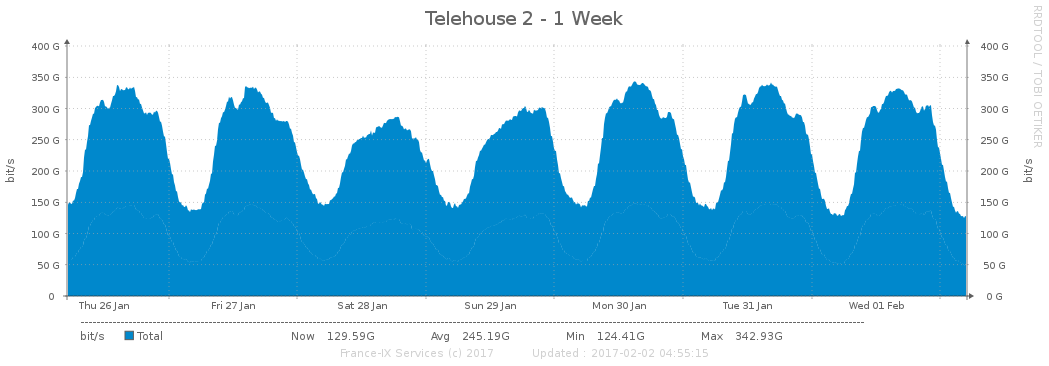 Telehouse 2 - 1 Week
RRDTOOL / TOBI OETIKER
400 G 400 G
350 G 350 G
300 G 300 G
250 G 250 G
200 G 200 G
150 G 150 G
100 G 100 G
50 G 50 G
0 0 G
bit/s
bit/s
Thu 26 Jan Fri 27 Jan Sat 28 Jan Sun 29 Jan Mon 30 Jan Tue 31 Jan Wed 01 Feb
bit/s Total Now 129.59G Avg 245.19G Min 124.41G Max 342.93G
France-IX Services (c) 2017 Updated : 2017-02-02 04:55:15